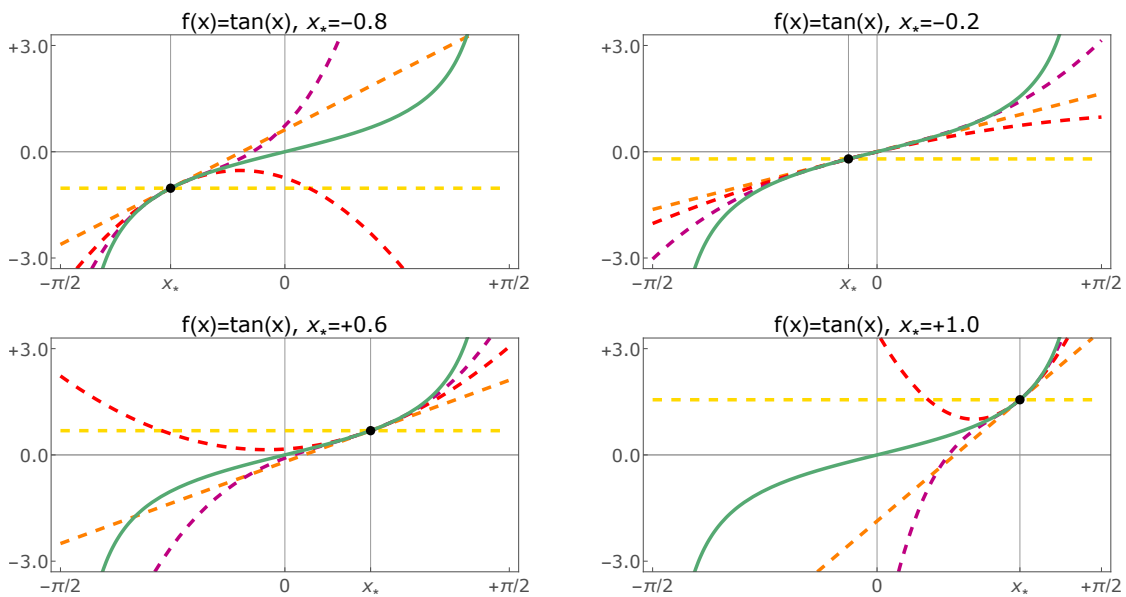 f(x)=tan(x), x*=−0.8
+3.0
0.0
−3.0
−π/2
x*
0
+π/2
f(x)=tan(x), x*=−0.2
+3.0
0.0
−3.0
−π/2
x*
0
+π/2
f(x)=tan(x), x*=+0.6
+3.0
0.0
−3.0
−π/2
0
x*
+π/2
f(x)=tan(x), x*=+1.0
+3.0
0.0
−3.0
−π/2
0
x*
+π/2